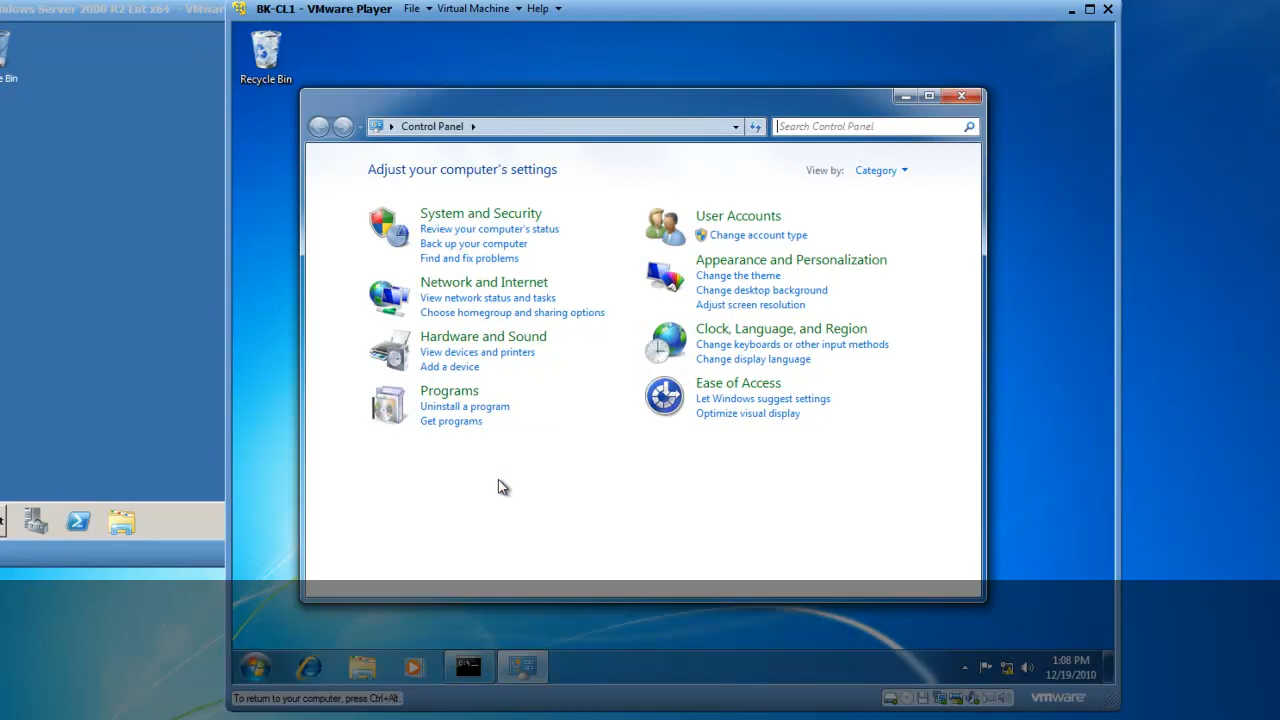 ndows Server 2008 R2 Ent x64 - VMwar
BK-CL1 - VMware Player File Virtual Machine Help
e Bin
Recycle Bin
Control Panel
Search Control Panel
Adjust your computer's settings
View by: Category
System and Security
Review your computer's status
Back up your computer
Find and fix problems
Network and Internet
View network status and tasks
Choose homegroup and sharing options
Hardware and Sound
View devices and printers
Add a device
Programs
Uninstall a program
Get programs
User Accounts
Change account type
Appearance and Personalization
Change the theme
Change desktop background
Adjust screen resolution
Clock, Language, and Region
Change keyboards or other input methods
Change display language
Ease of Access
Let Windows suggest settings
Optimize visual display
t
C:\
1:08 PM
12/19/2010
To return to your computer, press Ctrl+Alt.
vmware